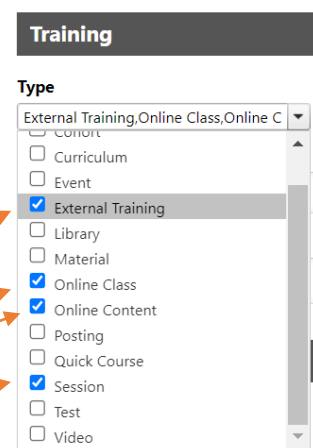 Training
Type
External Training,Online Class,Online C
Cohort
Curriculum
Event
External Training
Library
Material
Online Class
Online Content
Posting
Quick Course
Session
Test
Video